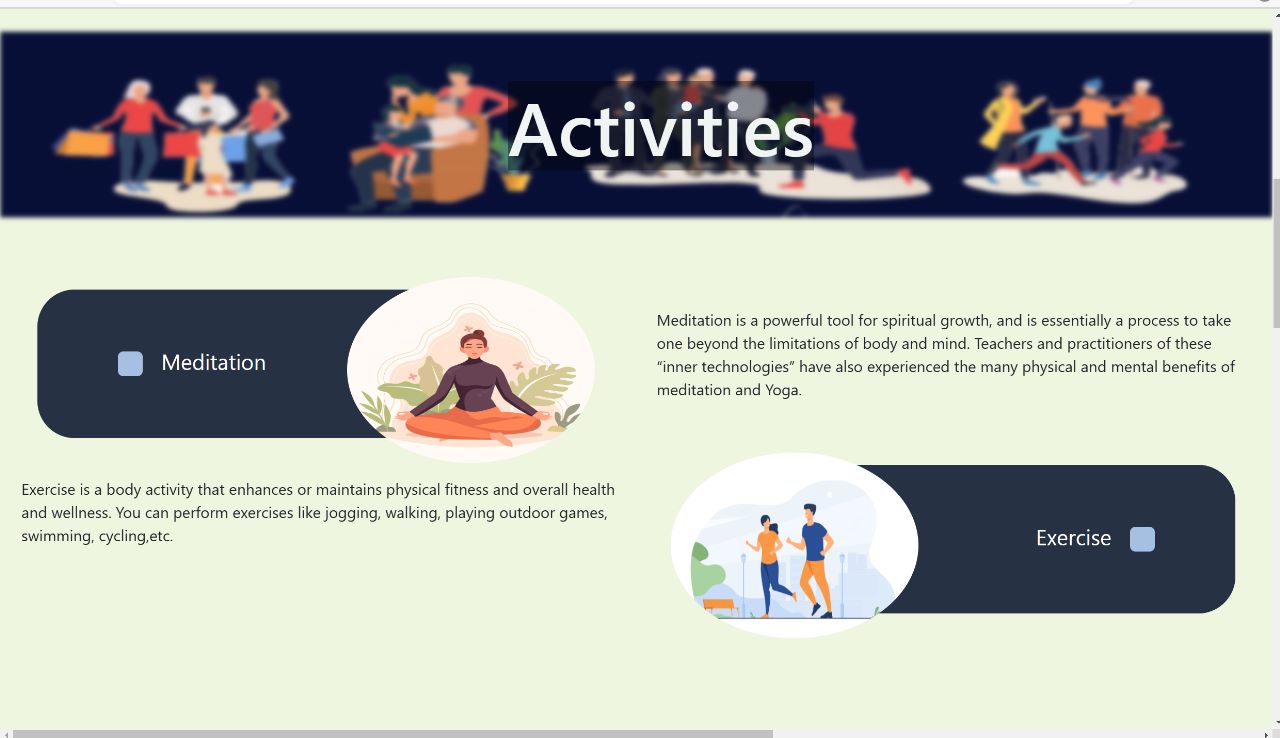 Activities
Meditation
Meditation is a powerful tool for spiritual growth, and is essentially a process to take
one beyond the limitations of body and mind. Teachers and practitioners of these
“inner technologies” have also experienced the many physical and mental benefits of
meditation and Yoga.
Exercise is a body activity that enhances or maintains physical fitness and overall health
and wellness. You can perform exercises like jogging, walking, playing outdoor games,
swimming, cycling,etc.
Exercise